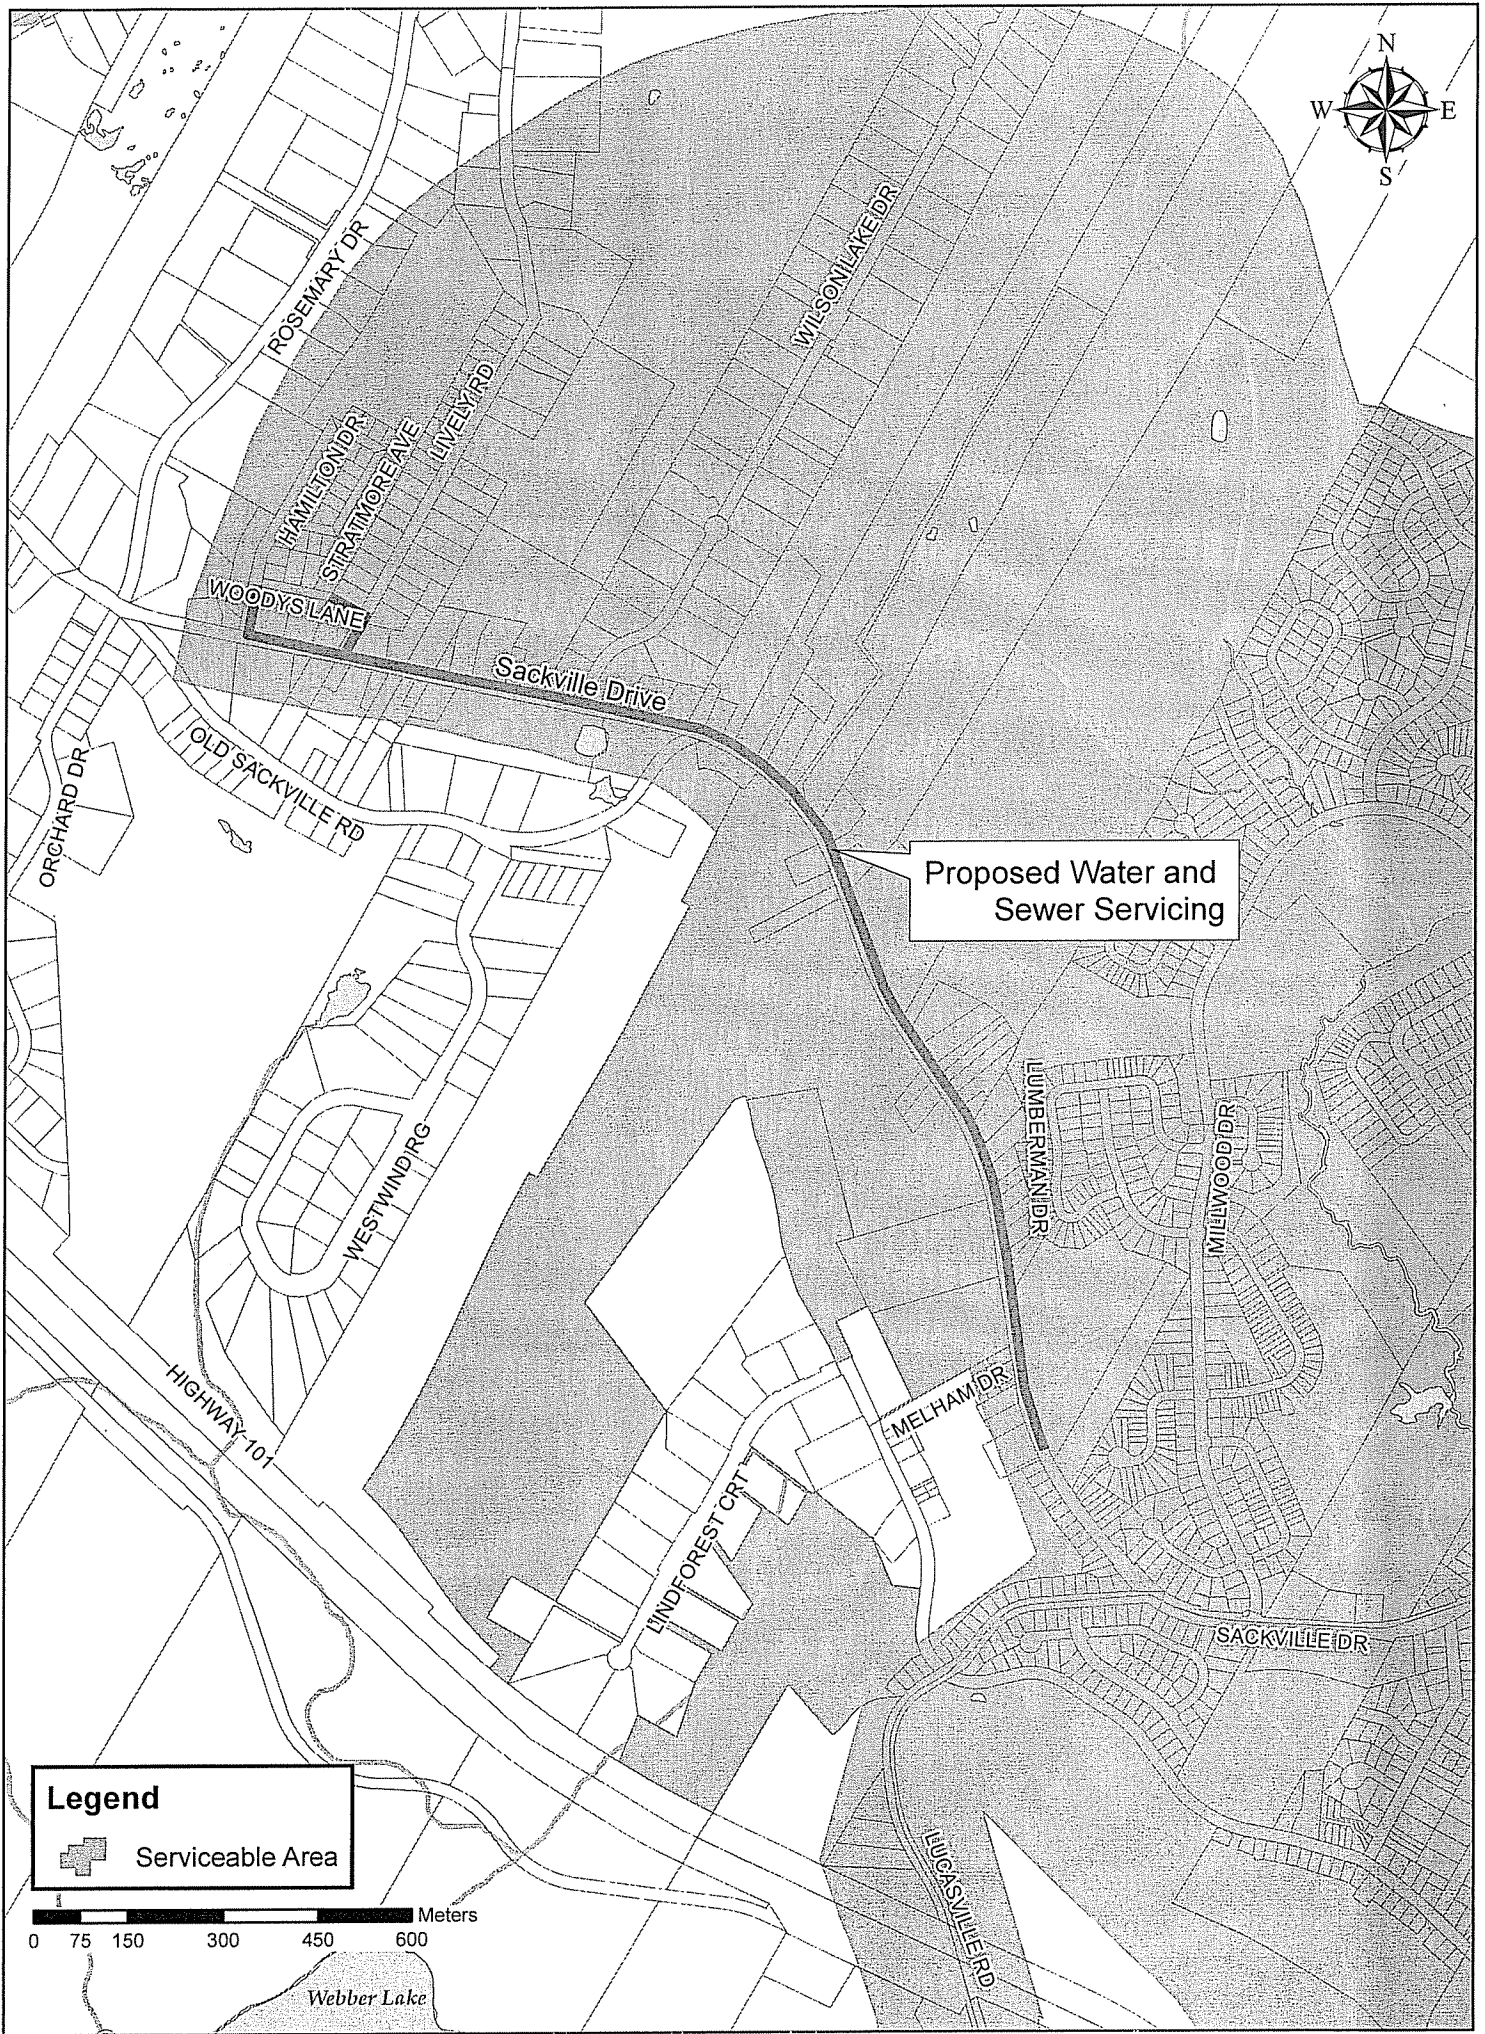 N
W E
S
ROSEMARY DR
WILSON LAKE DR
HAMILTON DR
STRATMORE AVE
LIVELY RD
WOODYS LANE
Sackville Drive
OLD SACKVILLE RD
ORCHARD DR
Proposed Water and
Sewer Servicing
LUMBERMAN DR
MILLWOOD DR
WESTWIND RG
HIGHWAY 101
MELHAM DR
LINDFOREST CRT
SACKVILLE DR
LUCASVILLE RD
Legend
Serviceable Area
Meters
0 75 150 300 450 600
Webber Lake